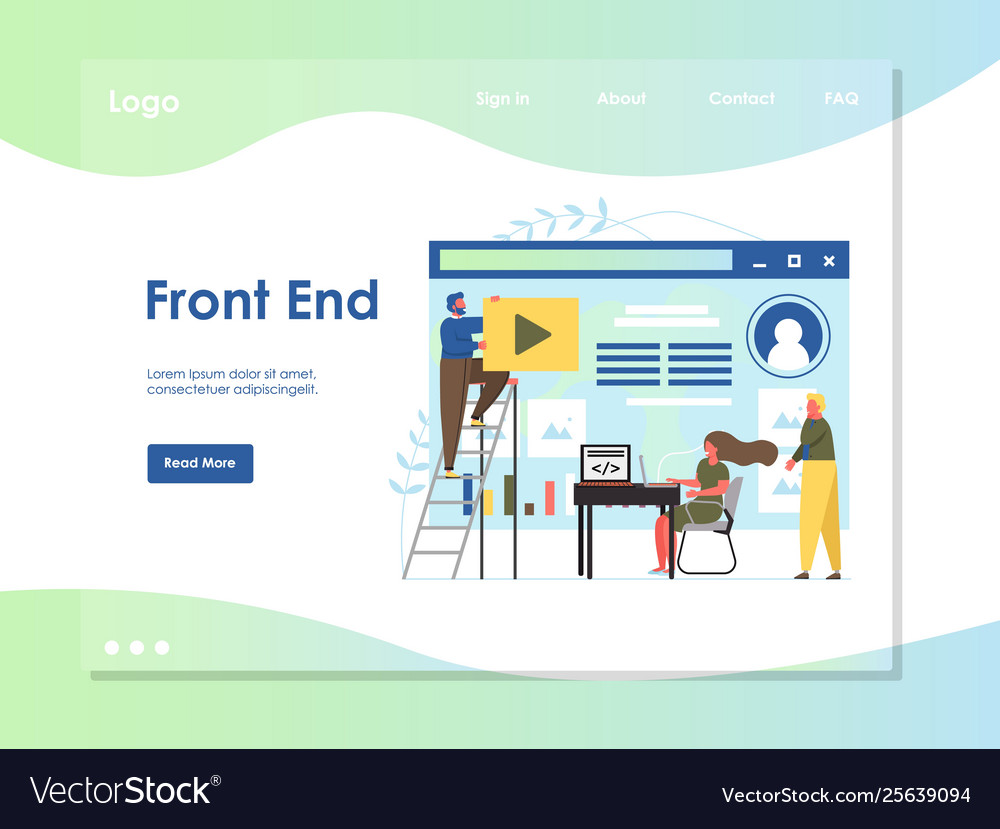 Logo
Sign in About Contact FAQ
Front End
Lorem Ipsum dolor sit amet,
consectetuer adipiscingelit.
Read More
</>
VectorStock®
VectorStock.com/25639094